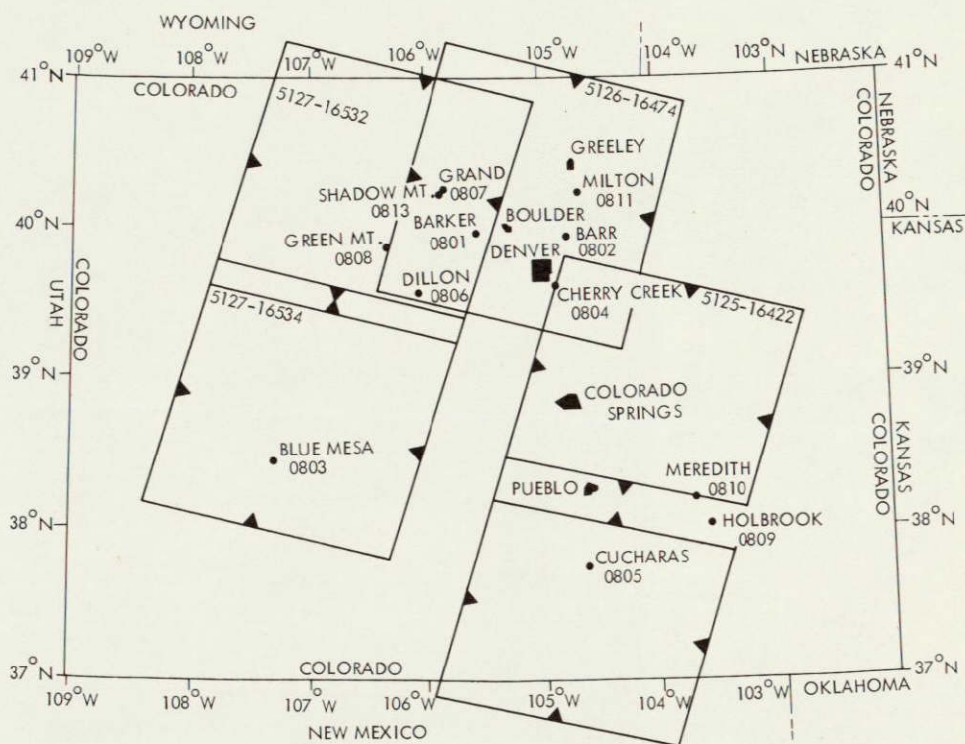 WYOMING
109°W 108°W 107°W 106°W 105°W 104°W 103°N NEBRASKA
41°N
41°N
COLORADO
COLORADO
NEBRASKA
5127-16532
5126-16474
GREELEY
GRAND
0807
SHADOW MT.
0813
MILTON
0811
40°N
40°N
KANSAS
BARKER
0801
BOULDER
BARR
0802
GREEN MT.
0808
DENVER
DILLON
0806
CHERRY CREEK
0804
UTAH
COLORADO
5127-16534
5125-16422
39°N
39°N
COLORADO
SPRINGS
COLORADO
KANSAS
BLUE MESA
0803
MEREDITH
0810
PUEBLO
38°N
38°N
HOLBROOK
0809
CUCHARAS
0805
37°N
37°N
COLORADO
109°W 108°W 107°W 106°W 105°W 104°W 103°W OKLAHOMA
NEW MEXICO